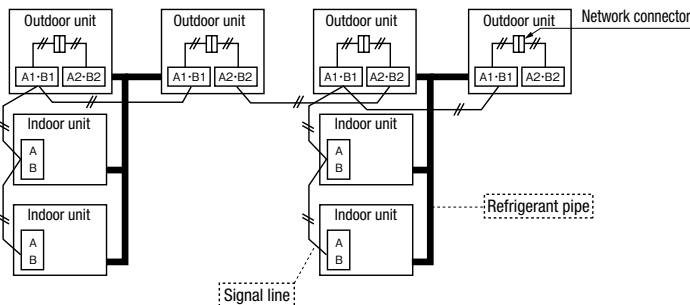 Outdoor unit Outdoor unit Outdoor unit Outdoor unit Network connector
A1•B1 A2•B2 A1•B1 A2•B2 A1•B1 A2•B2 A1•B1 A2•B2
Indoor unit Indoor unit
A A
B B
Refrigerant pipe
Indoor unit Indoor unit
A A
B B
Signal line